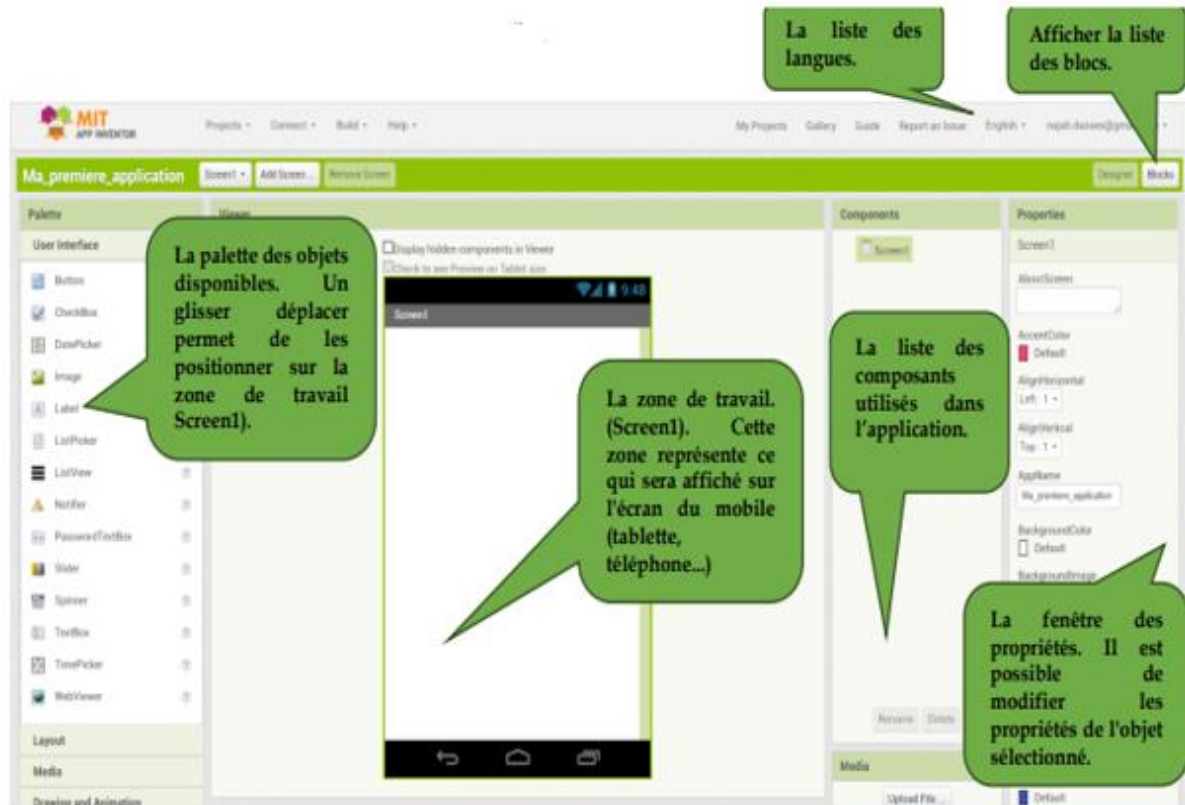 La liste des
langues.
Afficher la liste
des blocs.
MIT
APP INVENTOR
Projects Connect Build Help
My Projects Gallery Guide Report an Issue English
Ma_premiere_application Screen1 Add Screen... Remove Screen Designer Blocks
Palette
Viewer
Components
Properties
User Interface
Button
CheckBox
DatePicker
Image
Label
ListPicker
ListView
Notifier
PasswordTextBox
Slider
Spinner
TextBox
TimePicker
WebViewer
Layout
Media
Drawing and Animation
La palette des objets
disponibles. Un
glisser déplacer
permet de les
positionner sur la
zone de travail
Screen1).
Display hidden components in Viewer
Check to see Preview on Tablet size.
9:48
Screen1
La zone de travail.
(Screen1). Cette
zone représente ce
qui sera affiché sur
l'écran du mobile
(tablette,
téléphone...)
Screen1
La liste des
composants
utilisés dans
l'application.
Rename Delete
Media
Upload File ...
Screen1
AboutScreen
AccentColor
Default
AlignHorizontal
Left : 1
AlignVertical
Top : 1
AppName
Ma_premiere_application
BackgroundColor
Default
BackgroundImage
La fenêtre des
propriétés. Il est
possible de
modifier les
propriétés de l'objet
sélectionné.
Default